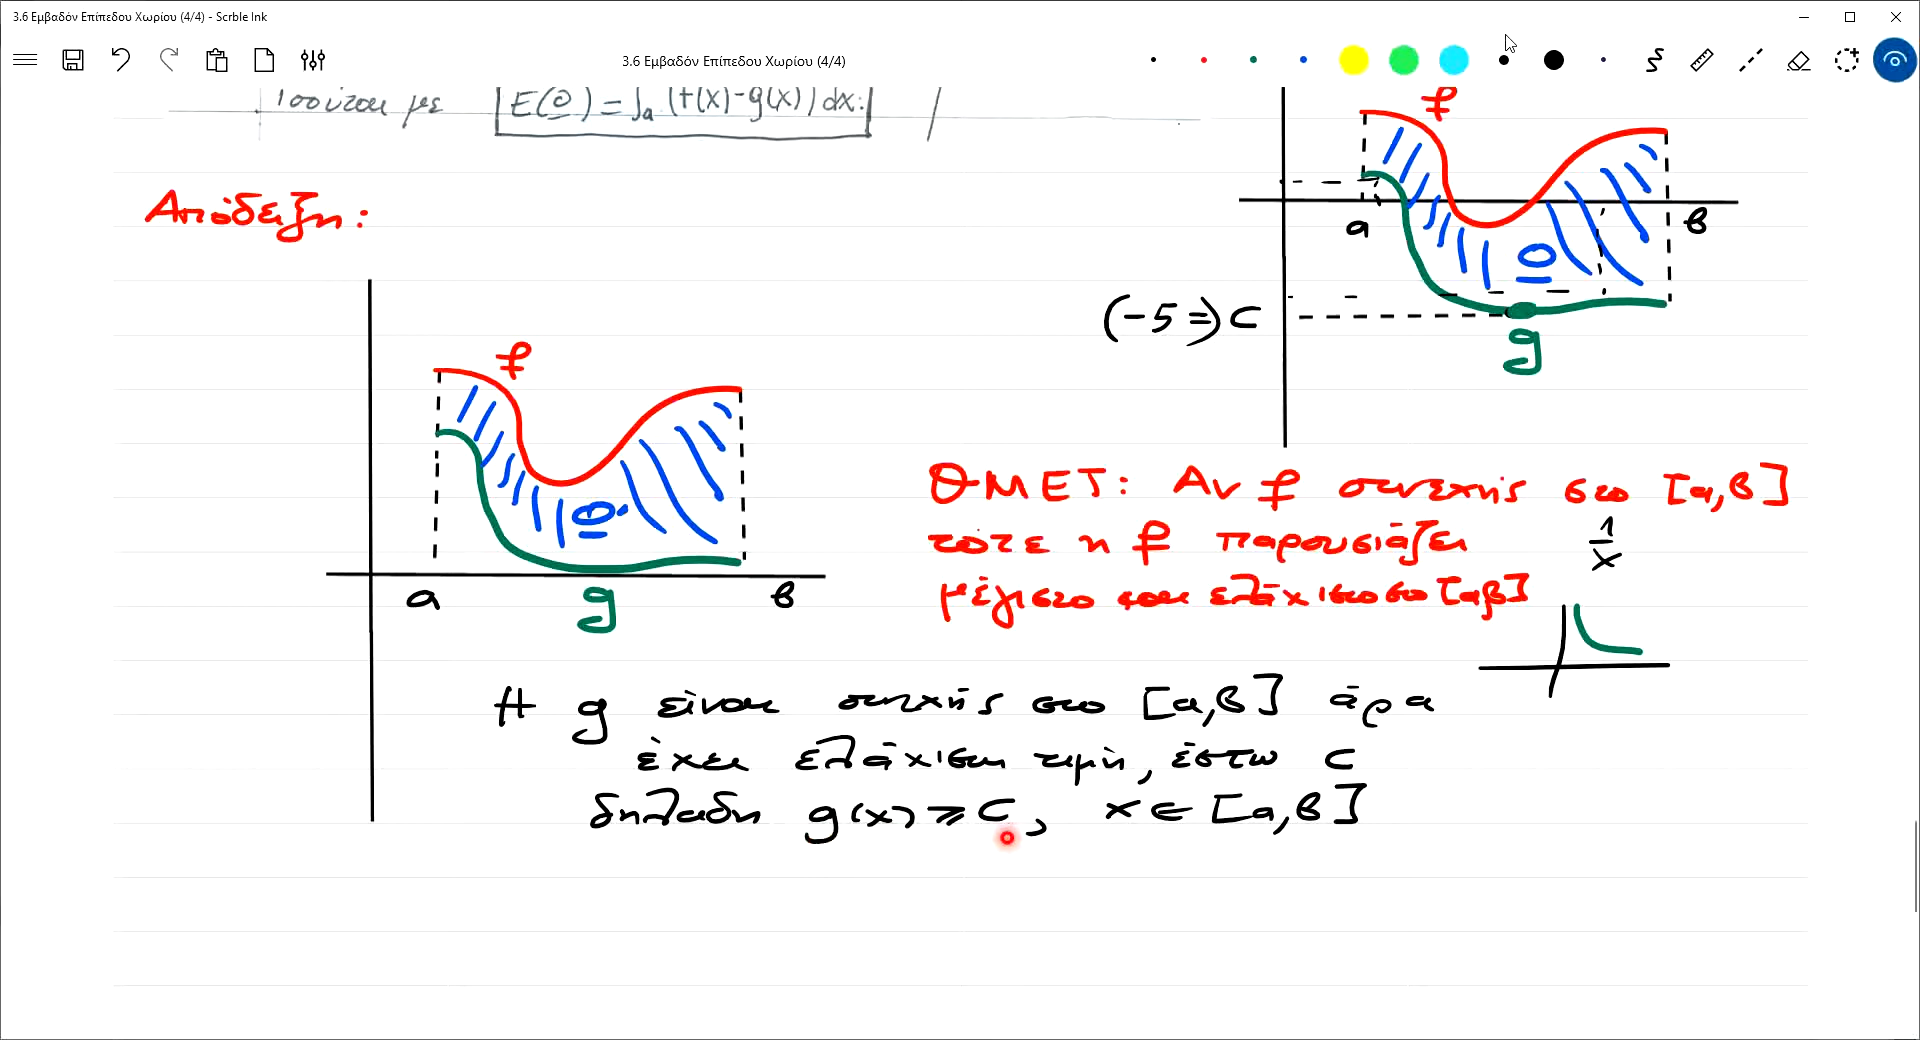 3.6 Εμβαδόν Επίπεδου Χωρίου (4/4) - Scrble Ink
3.6 Εμβαδόν Επίπεδου Χωρίου (4/4)
Ισούται με E(Ω) = ∫a (f(x)-g(x)) dx.
Απόδειξη:
f
Ω
a
β
g
(-5=) c
f
Ω
a
β
g
ΘΜΕΤ: Αν f συνεχής στο [a,β]
τότε η f παρουσιάζει
μέγιστο και ελάχιστο στο [aβ]
1/x
Η g είναι συνεχής στο [a,β] άρα
έχει ελάχιστη τιμή, έστω c
δηλαδή g(x) ≥ c, x ∈ [a,β]